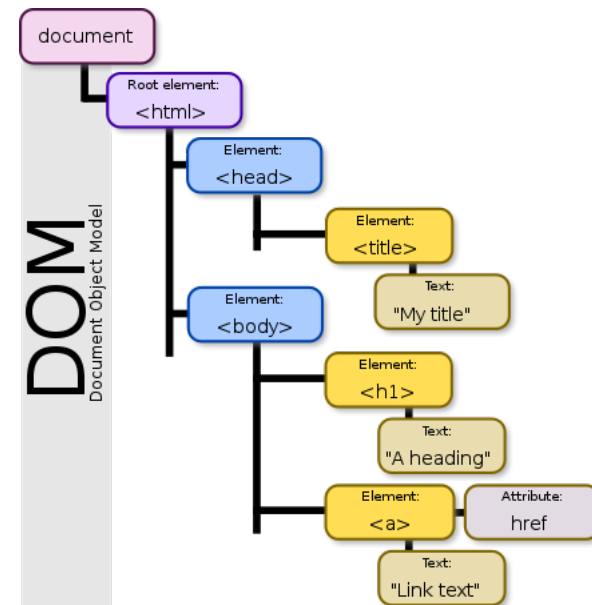 document
Root element:
<html>
Element:
<head>
Element:
<title>
Text:
"My title"
Element:
<body>
Element:
<h1>
Text:
"A heading"
Element:
<a>
Attribute:
href
Text:
"Link text"
DOM
Document Object Model